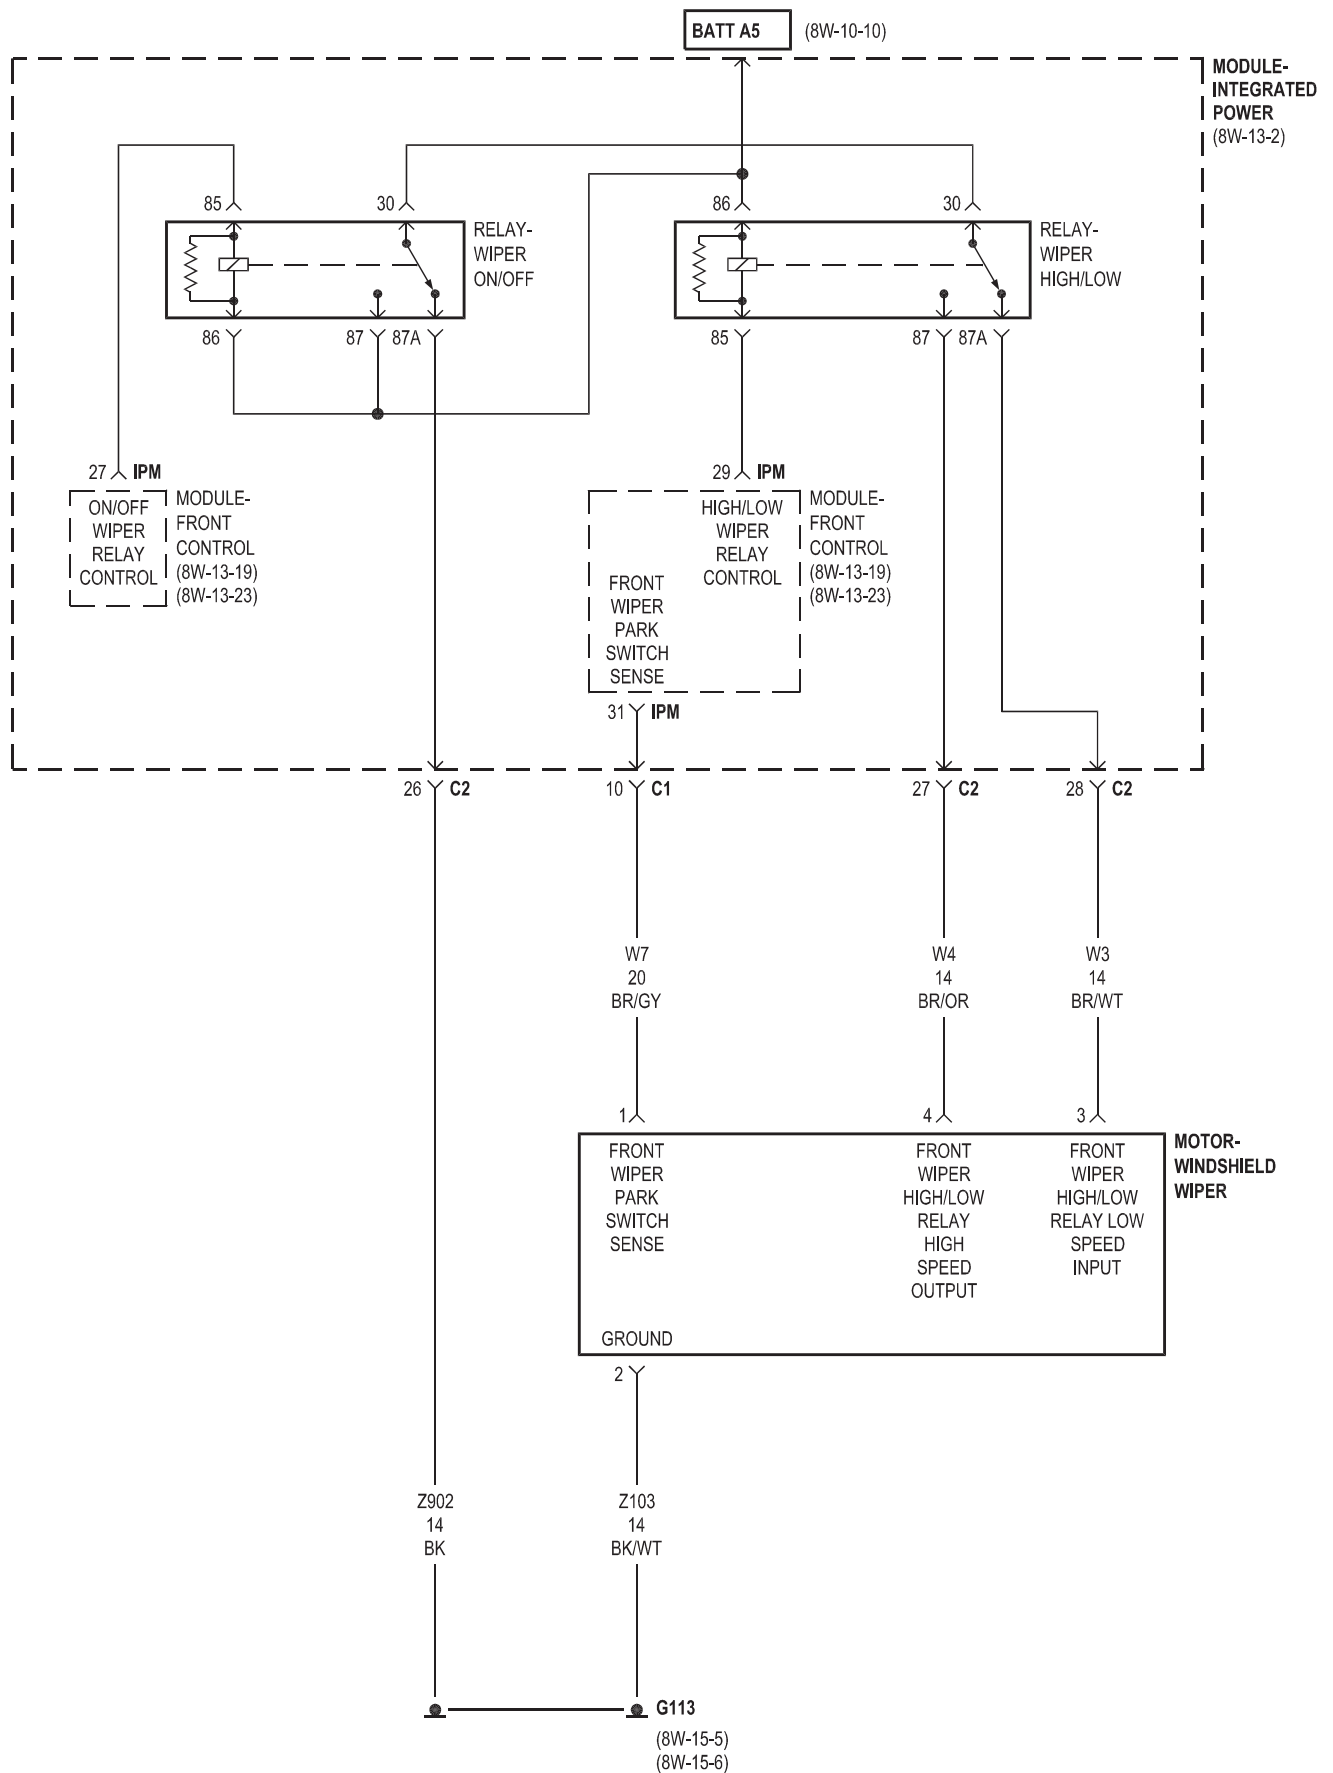 BATT A5 (8W-10-10)
MODULE-
INTEGRATED
POWER
(8W-13-2)
85
30
RELAY-
WIPER
ON/OFF
86
87
87A
86
30
RELAY-
WIPER
HIGH/LOW
85
87
87A
27 IPM
ON/OFF
WIPER
RELAY
CONTROL
MODULE-
FRONT
CONTROL
(8W-13-19)
(8W-13-23)
29 IPM
HIGH/LOW
WIPER
RELAY
CONTROL
FRONT
WIPER
PARK
SWITCH
SENSE
MODULE-
FRONT
CONTROL
(8W-13-19)
(8W-13-23)
31 IPM
26 C2
10 C1
27 C2
28 C2
W7
20
BR/GY
W4
14
BR/OR
W3
14
BR/WT
1
4
3
FRONT
WIPER
PARK
SWITCH
SENSE
FRONT
WIPER
HIGH/LOW
RELAY
HIGH
SPEED
OUTPUT
FRONT
WIPER
HIGH/LOW
RELAY LOW
SPEED
INPUT
MOTOR-
WINDSHIELD
WIPER
GROUND
2
Z902
14
BK
Z103
14
BK/WT
G113
(8W-15-5)
(8W-15-6)